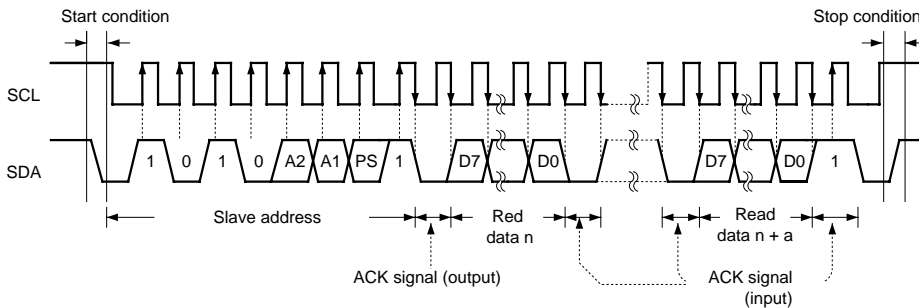 Start condition
Stop condition
SCL
SDA
1 0 1 0 A2 A1 PS 1 D7 D0 D7 D0 1
Slave address
Red
data n
Read
data n + a
ACK signal (output)
ACK signal
(input)